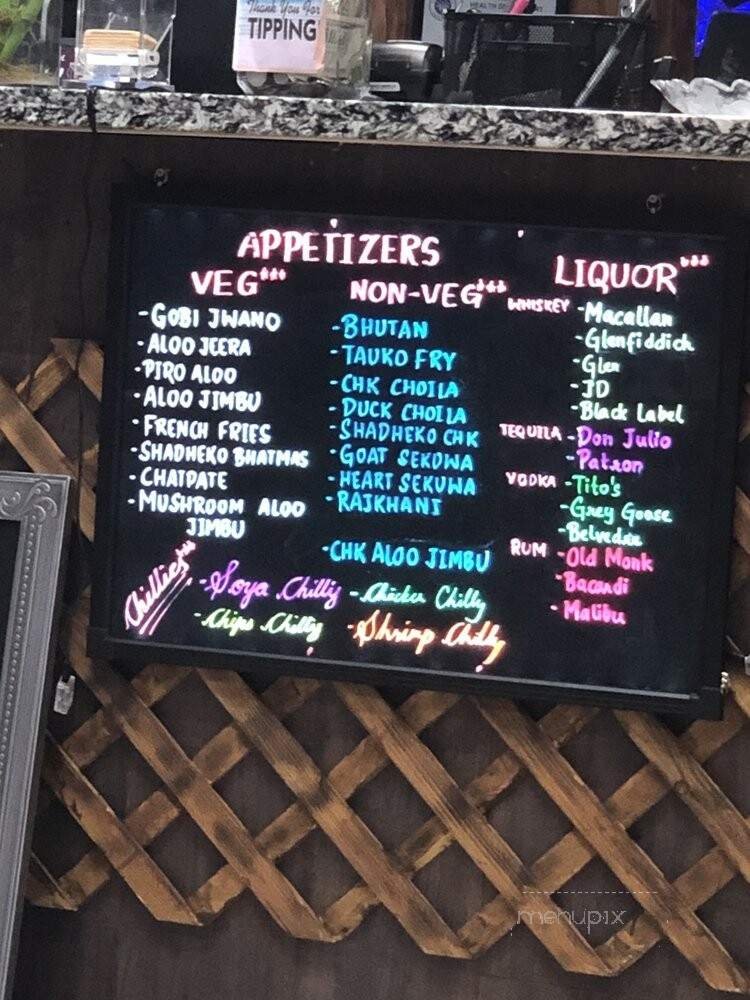 Thank You For
TIPPING
APPETIZERS
VEG
- GOBI JWANO
- ALOO JEERA
- PIRO ALOO
- ALOO JIMBU
- FRENCH FRIES
- SHADHEKO BHATMAS
- CHATPATE
- MUSHROOM ALOO
JIMBU
NON-VEG
- BHUTAN
- TAUKO FRY
- CHK CHOILA
- DUCK CHOILA
- SHADHEKO CHK
- GOAT SEKUWA
- HEART SEKUWA
- RAJKHANI
- CHK ALOO JIMBU
Chillies
- Soya Chilly
- Chicken Chilly
- Chips Chilly
- Shrimp Chilly
LIQUOR
WHISKEY - Macallan
- Glenfiddich
- Glen
- JD
- Black Label
TEQUILA - Don Julio
- Patron
VODKA - Tito's
- Grey Goose
- Belvedere
RUM - Old Monk
- Bacardi
- Malibu
menupix